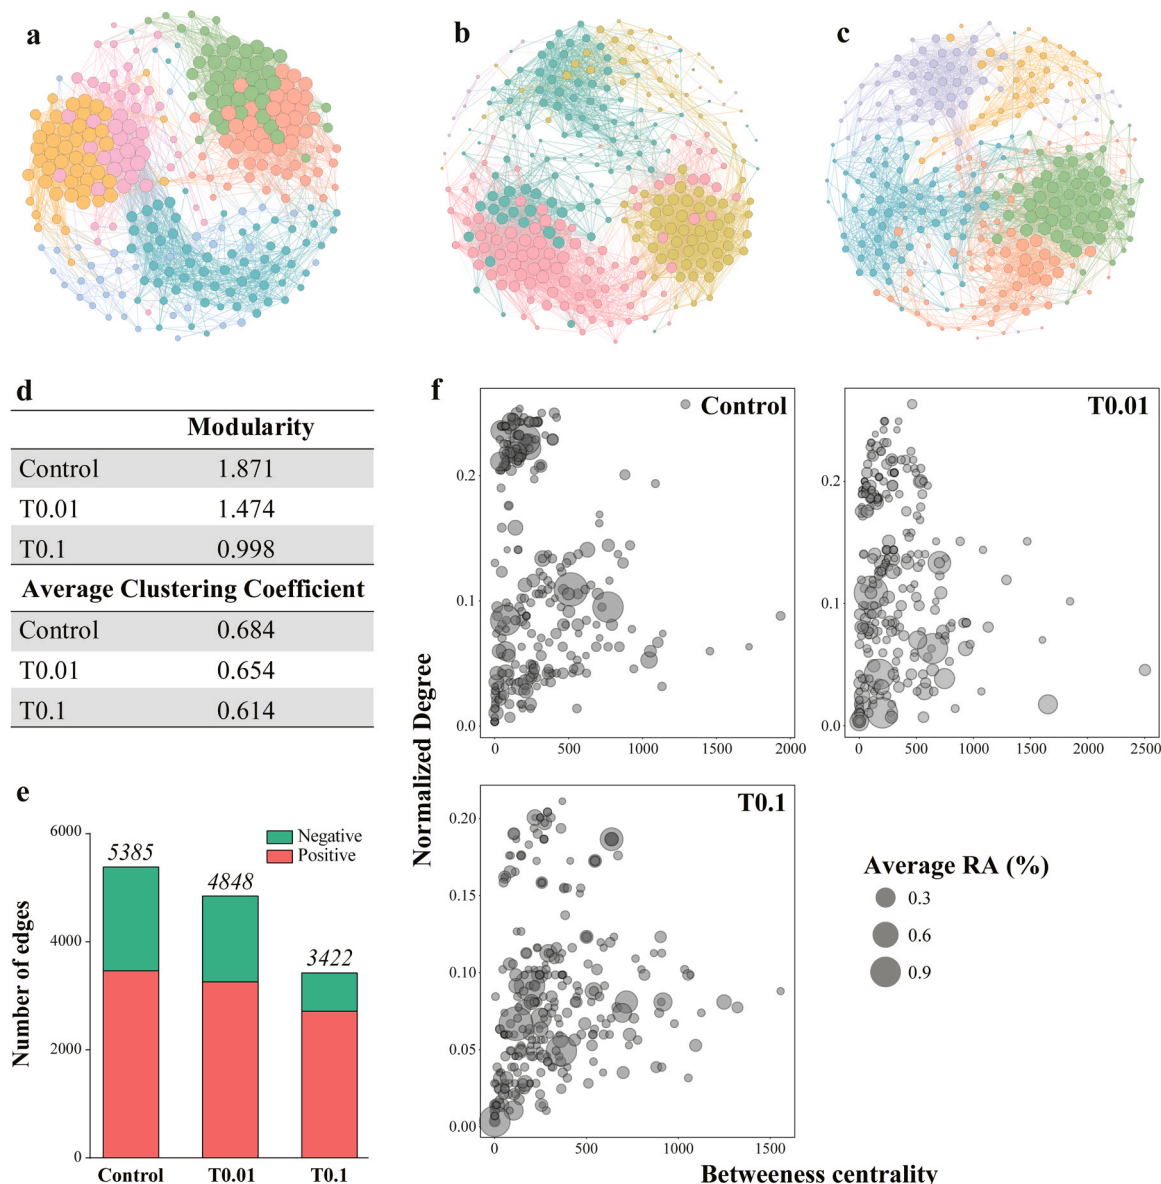 a
b
c
d
Modularity
Control 1.871
T0.01 1.474
T0.1 0.998
Average Clustering Coefficient
Control 0.684
T0.01 0.654
T0.1 0.614
e
Number of edges
6000
4000
2000
0
Negative
Positive
5385
4848
3422
Control T0.01 T0.1
f
Normalized Degree
Control
0.2
0.1
0.0
0 500 1000 1500 2000
T0.01
0.2
0.1
0.0
0 500 1000 1500 2000 2500
T0.1
0.20
0.15
0.10
0.05
0.00
0 500 1000 1500
Average RA (%)
0.3
0.6
0.9
Betweeness centrality